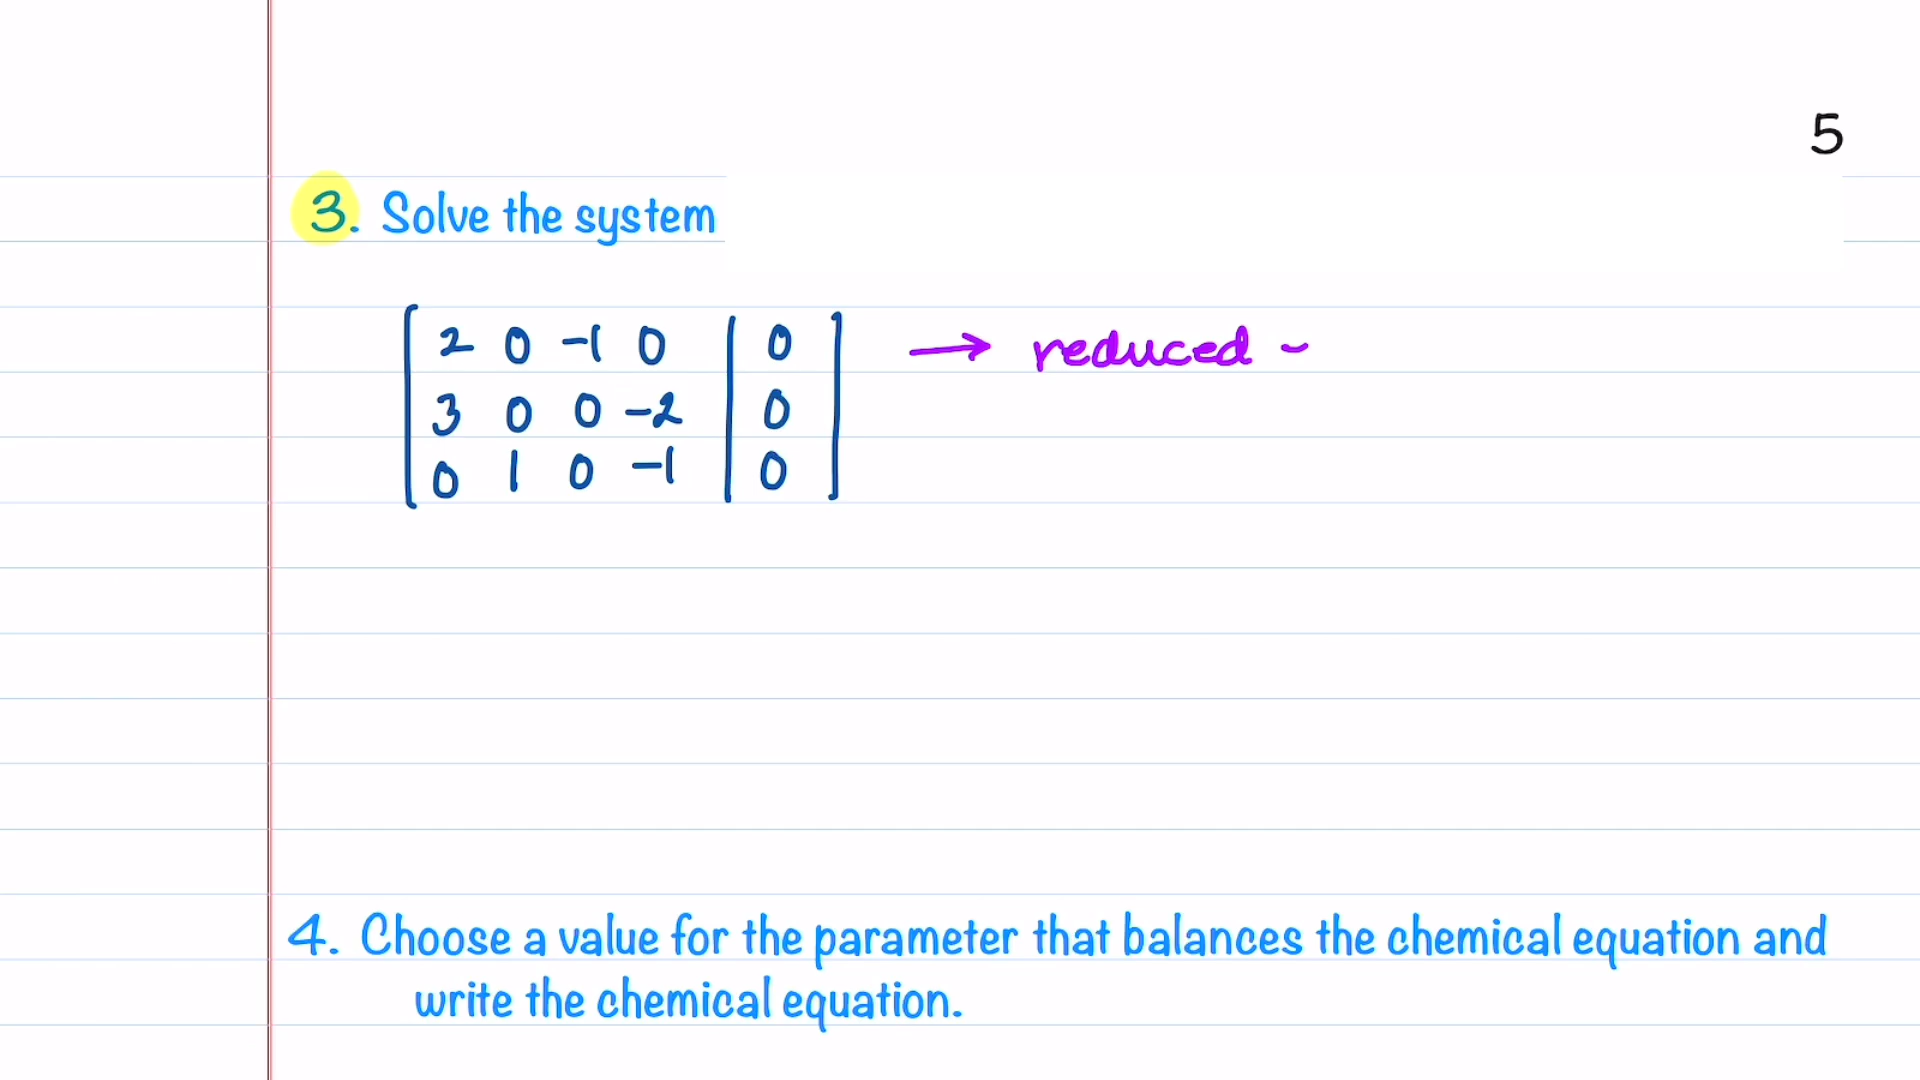 5
3. Solve the system
2 0 -1 0 | 0 → reduced -
3 0 0 -2 | 0
0 1 0 -1 | 0
4. Choose a value for the parameter that balances the chemical equation and
write the chemical equation.